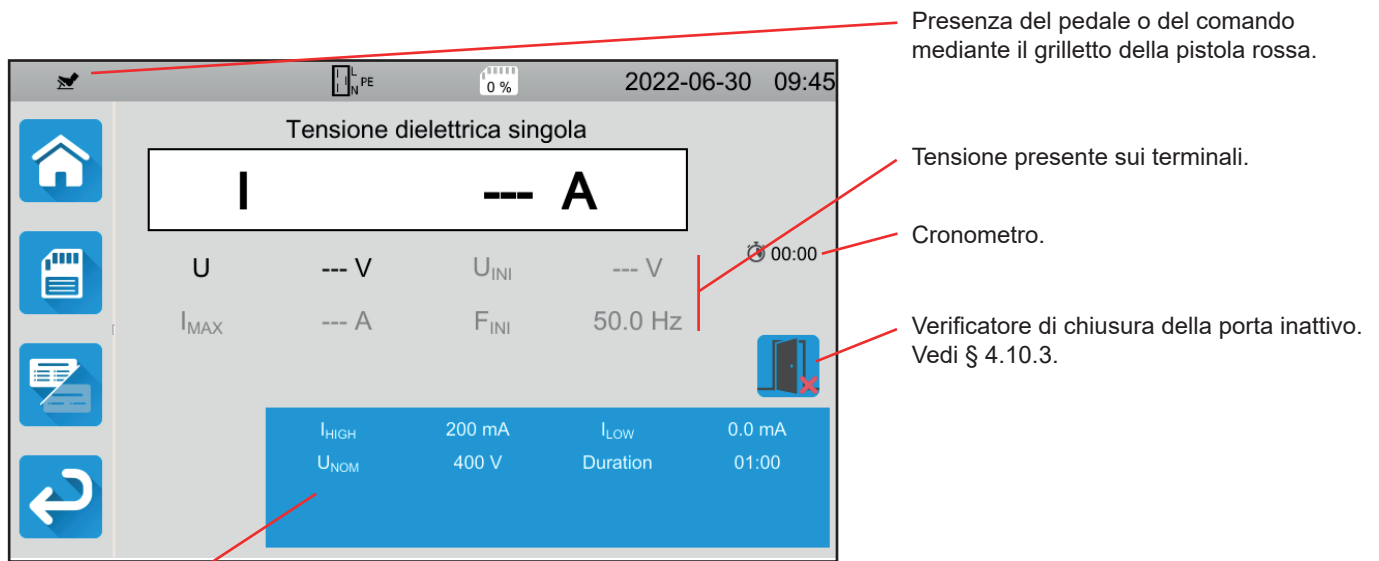 Presenza del pedale o del comando
mediante il grilletto della pistola rossa.
L
N PE
0 %
2022-06-30 09:45
Tensione dielettrica singola
I --- A
Tensione presente sui terminali.
Cronometro.
00:00
U --- V UINI --- V
IMAX --- A FINI 50.0 Hz
Verificatore di chiusura della porta inattivo.
Vedi § 4.10.3.
IHIGH 200 mA ILOW 0.0 mA
UNOM 400 V Duration 01:00